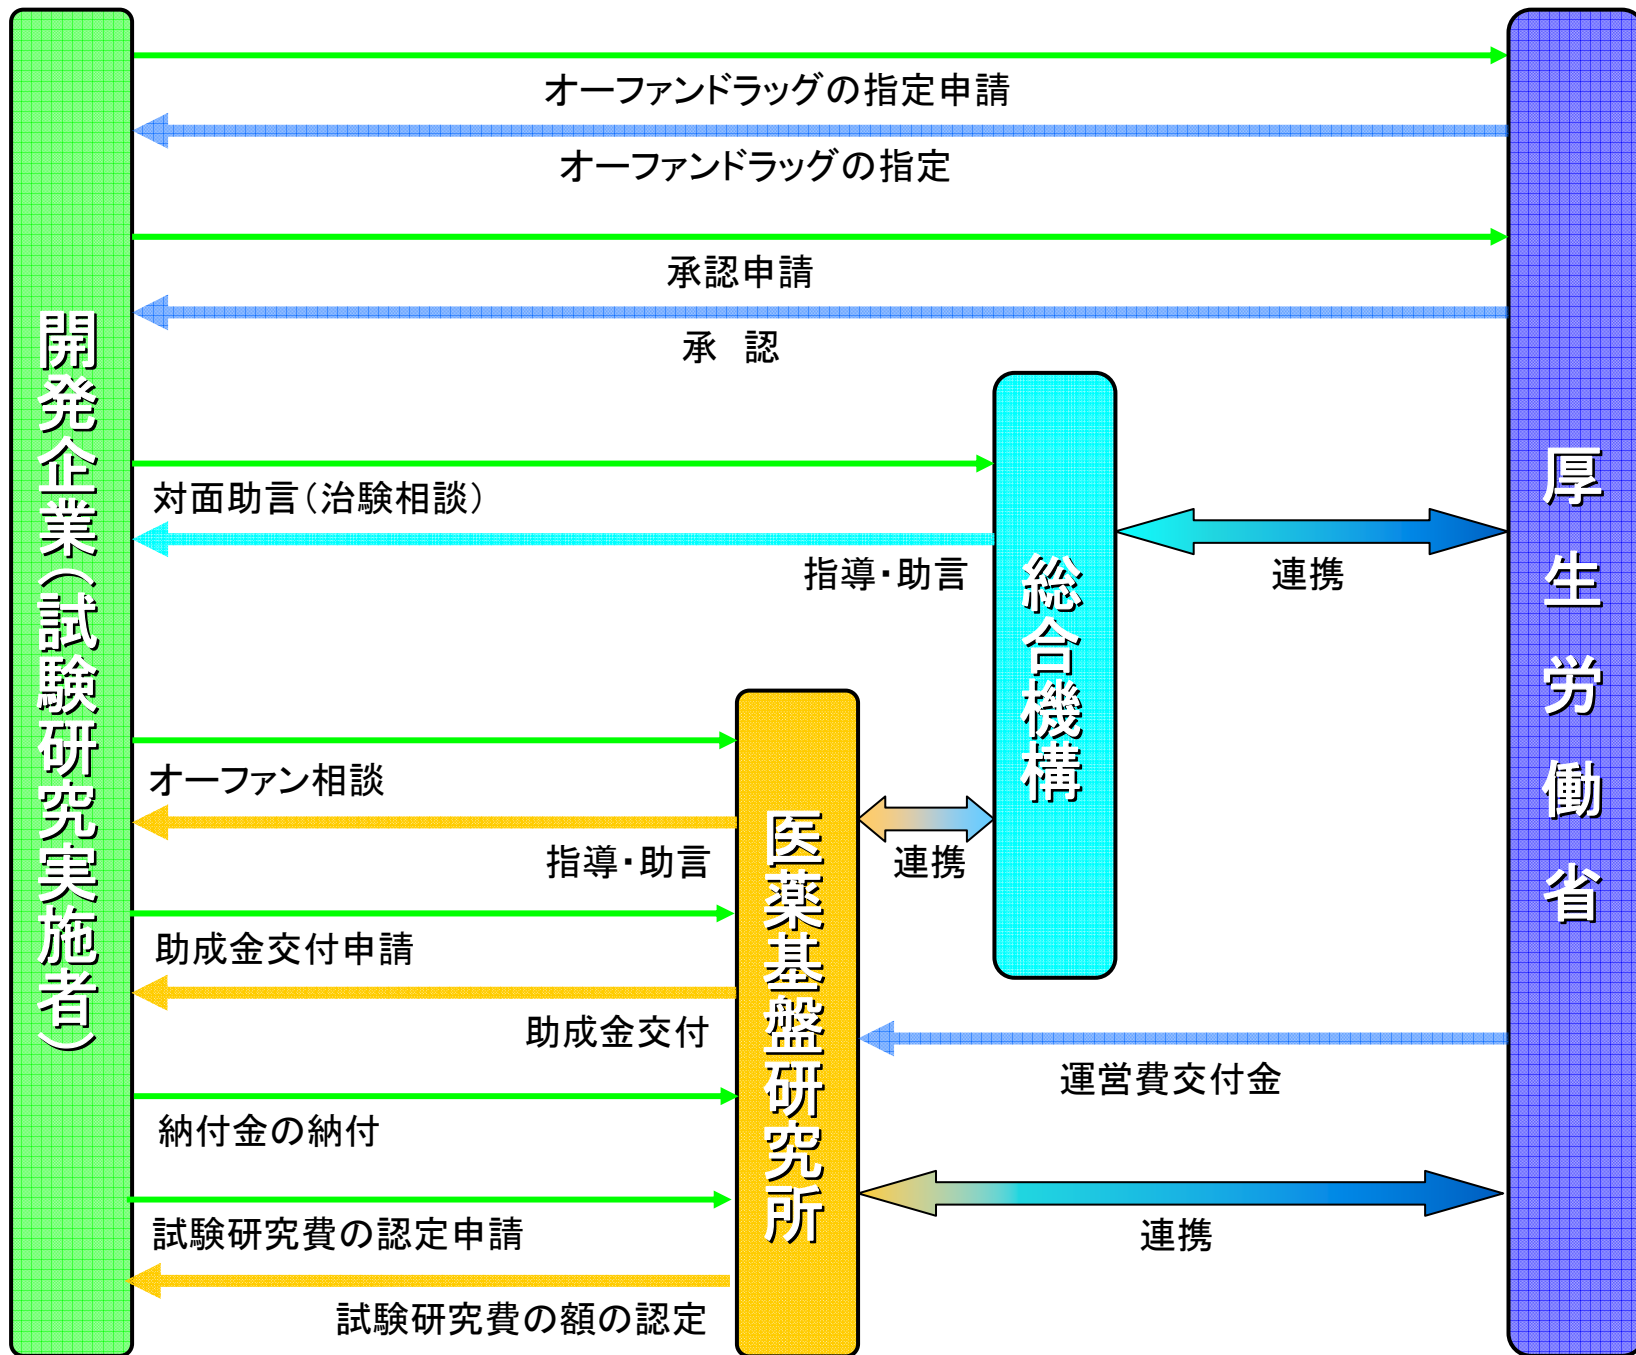 開発企業(試験研究実施者)
オーファンドラッグの指定申請
オーファンドラッグの指定
承認申請
承　認
対面助言(治験相談)
指導・助言
総合機構
連携
厚生労働省
オーファン相談
指導・助言
医薬基盤研究所
連携
助成金交付申請
助成金交付
運営費交付金
納付金の納付
試験研究費の認定申請
連携
試験研究費の額の認定